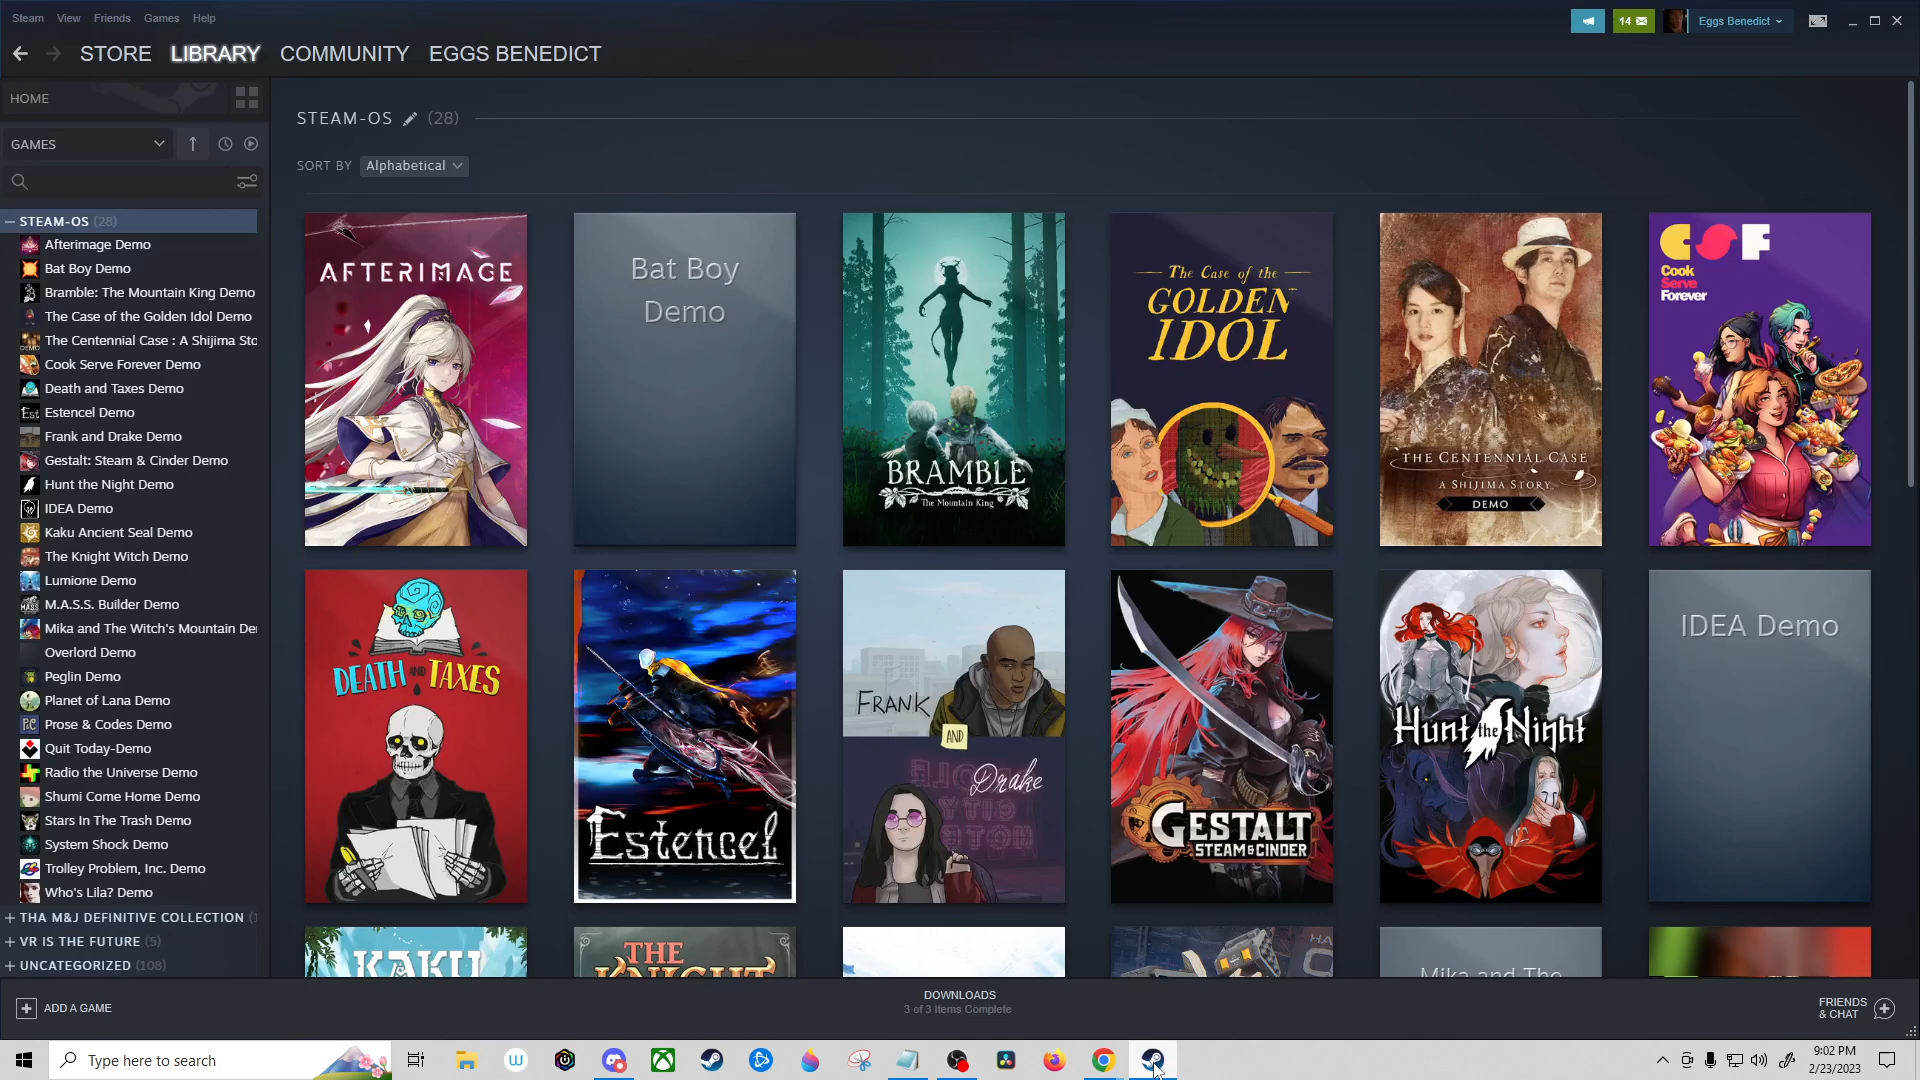 Steam View Friends Games Help
14
Eggs Benedict
STORE LIBRARY COMMUNITY EGGS BENEDICT
HOME
GAMES
STEAM-OS (28)
Afterimage Demo
Bat Boy Demo
Bramble: The Mountain King Demo
The Case of the Golden Idol Demo
The Centennial Case : A Shijima Sto
Cook Serve Forever Demo
Death and Taxes Demo
Estencel Demo
Frank and Drake Demo
Gestalt: Steam & Cinder Demo
Hunt the Night Demo
IDEA Demo
Kaku Ancient Seal Demo
The Knight Witch Demo
Lumione Demo
M.A.S.S. Builder Demo
Mika and The Witch's Mountain De
Overlord Demo
Peglin Demo
Planet of Lana Demo
Prose & Codes Demo
Quit Today-Demo
Radio the Universe Demo
Shumi Come Home Demo
Stars In The Trash Demo
System Shock Demo
Trolley Problem, Inc. Demo
Who's Lila? Demo
THA M&J DEFINITIVE COLLECTION (1
VR IS THE FUTURE (5)
UNCATEGORIZED (108)
STEAM-OS (28)
SORT BY Alphabetical
AFTERIMAGE
Bat Boy
Demo
BRAMBLE
The Mountain King
The Case of the
GOLDEN
IDOL
THE CENTENNIAL CASE
A SHIJIMA STORY
DEMO
CSF
Cook
Serve
Forever
DEATH AND TAXES
Estencel
FRANK
AND
Drake
GESTALT
STEAM & CINDER
Hunt the Night
IDEA Demo
KAKU
THE
KNIGHT
Mika and The
ADD A GAME
DOWNLOADS
3 of 3 Items Complete
FRIENDS
& CHAT
Type here to search
9:02 PM
2/23/2023